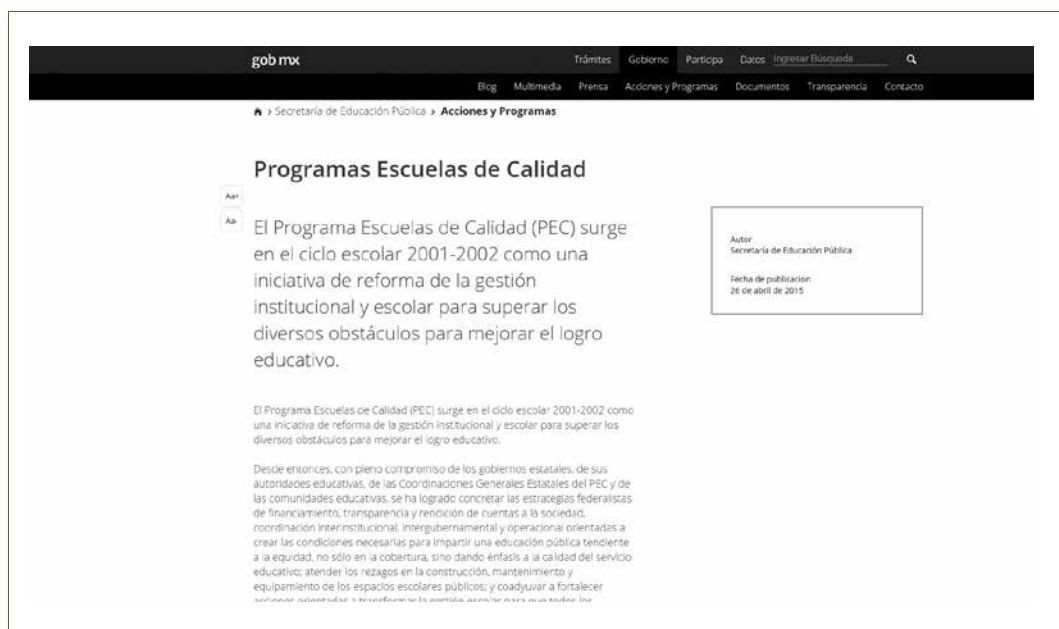 gob mx
Trámites Gobierno Participa Datos Ingresar Búsqueda
Blog Multimedia Prensa Acciones y Programas Documentos Transparencia Contacto
> Secretaría de Educación Pública > Acciones y Programas
Programas Escuelas de Calidad
Aa+
Aa-
El Programa Escuelas de Calidad (PEC) surge
en el ciclo escolar 2001-2002 como una
iniciativa de reforma de la gestión
institucional y escolar para superar los
diversos obstáculos para mejorar el logro
educativo.
Autor
Secretaría de Educación Pública
Fecha de publicación
26 de abril de 2015
El Programa Escuelas de Calidad (PEC) surge en el ciclo escolar 2001-2002 como
una iniciativa de reforma de la gestión institucional y escolar para superar los
diversos obstáculos para mejorar el logro educativo.
Desde entonces, con pleno compromiso de los gobiernos estatales, de sus
autoridades educativas, de las Coordinaciones Generales Estatales del PEC y de
las comunidades educativas, se ha logrado concretar las estrategias federalistas
de financiamiento, transparencia y rendición de cuentas a la sociedad,
coordinación interinstitucional, intergubernamental y operacional orientadas a
crear las condiciones necesarias para impartir una educación pública tendiente
a la equidad, no sólo en la cobertura, sino dando énfasis a la calidad del servicio
educativo; atender los rezagos en la construcción, mantenimiento y
equipamiento de los espacios escolares públicos; y coadyuvar a fortalecer
acciones orientadas a transformar la gestión escolar para que todos los